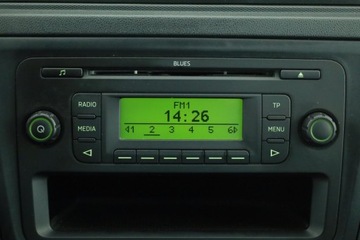 BLUES
RADIO
FM1
TP
14:26
MEDIA
1 2 3 4 5 6
MENU